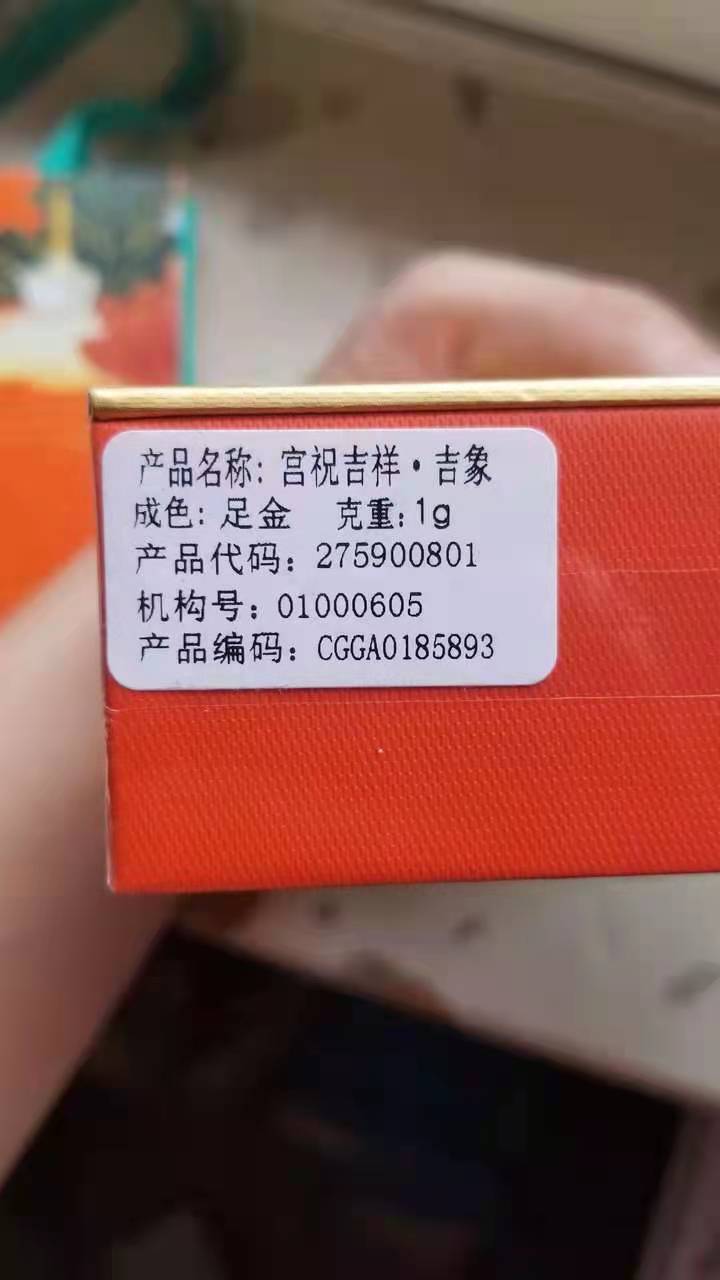 产品名称: 宫祝吉祥·吉象
成色: 足金 克重: 1g
产品代码: 275900801
机构号: 01000605
产品编码: CGGA0185893